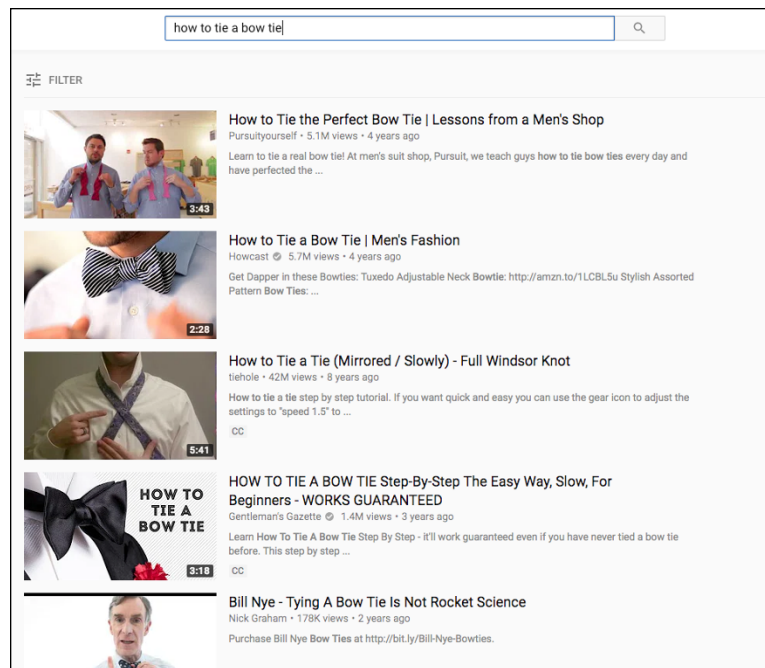 how to tie a bow tie
FILTER
How to Tie the Perfect Bow Tie | Lessons from a Men's Shop
Pursuityourself • 5.1M views • 4 years ago
Learn to tie a real bow tie! At men's suit shop, Pursuit, we teach guys how to tie bow ties every day and
have perfected the ...
3:43
How to Tie a Bow Tie | Men's Fashion
Howcast 5.7M views • 4 years ago
Get Dapper in these Bowties: Tuxedo Adjustable Neck Bowtie: http://amzn.to/1LCBL5u Stylish Assorted
Pattern Bow Ties: ...
2:28
How to Tie a Tie (Mirrored / Slowly) - Full Windsor Knot
tiehole • 42M views • 8 years ago
How to tie a tie step by step tutorial. If you want quick and easy you can use the gear icon to adjust the
settings to "speed 1.5" to ...
CC
5:41
HOW TO
TIE A
BOW TIE
3:18
HOW TO TIE A BOW TIE Step-By-Step The Easy Way, Slow, For
Beginners - WORKS GUARANTEED
Gentleman's Gazette 1.4M views • 3 years ago
Learn How To Tie A Bow Tie Step By Step - it'll work guaranteed even if you have never tied a bow tie
before. This step by step ...
CC
Bill Nye - Tying A Bow Tie Is Not Rocket Science
Nick Graham • 178K views • 2 years ago
Purchase Bill Nye Bow Ties at http://bit.ly/Bill-Nye-Bowties.